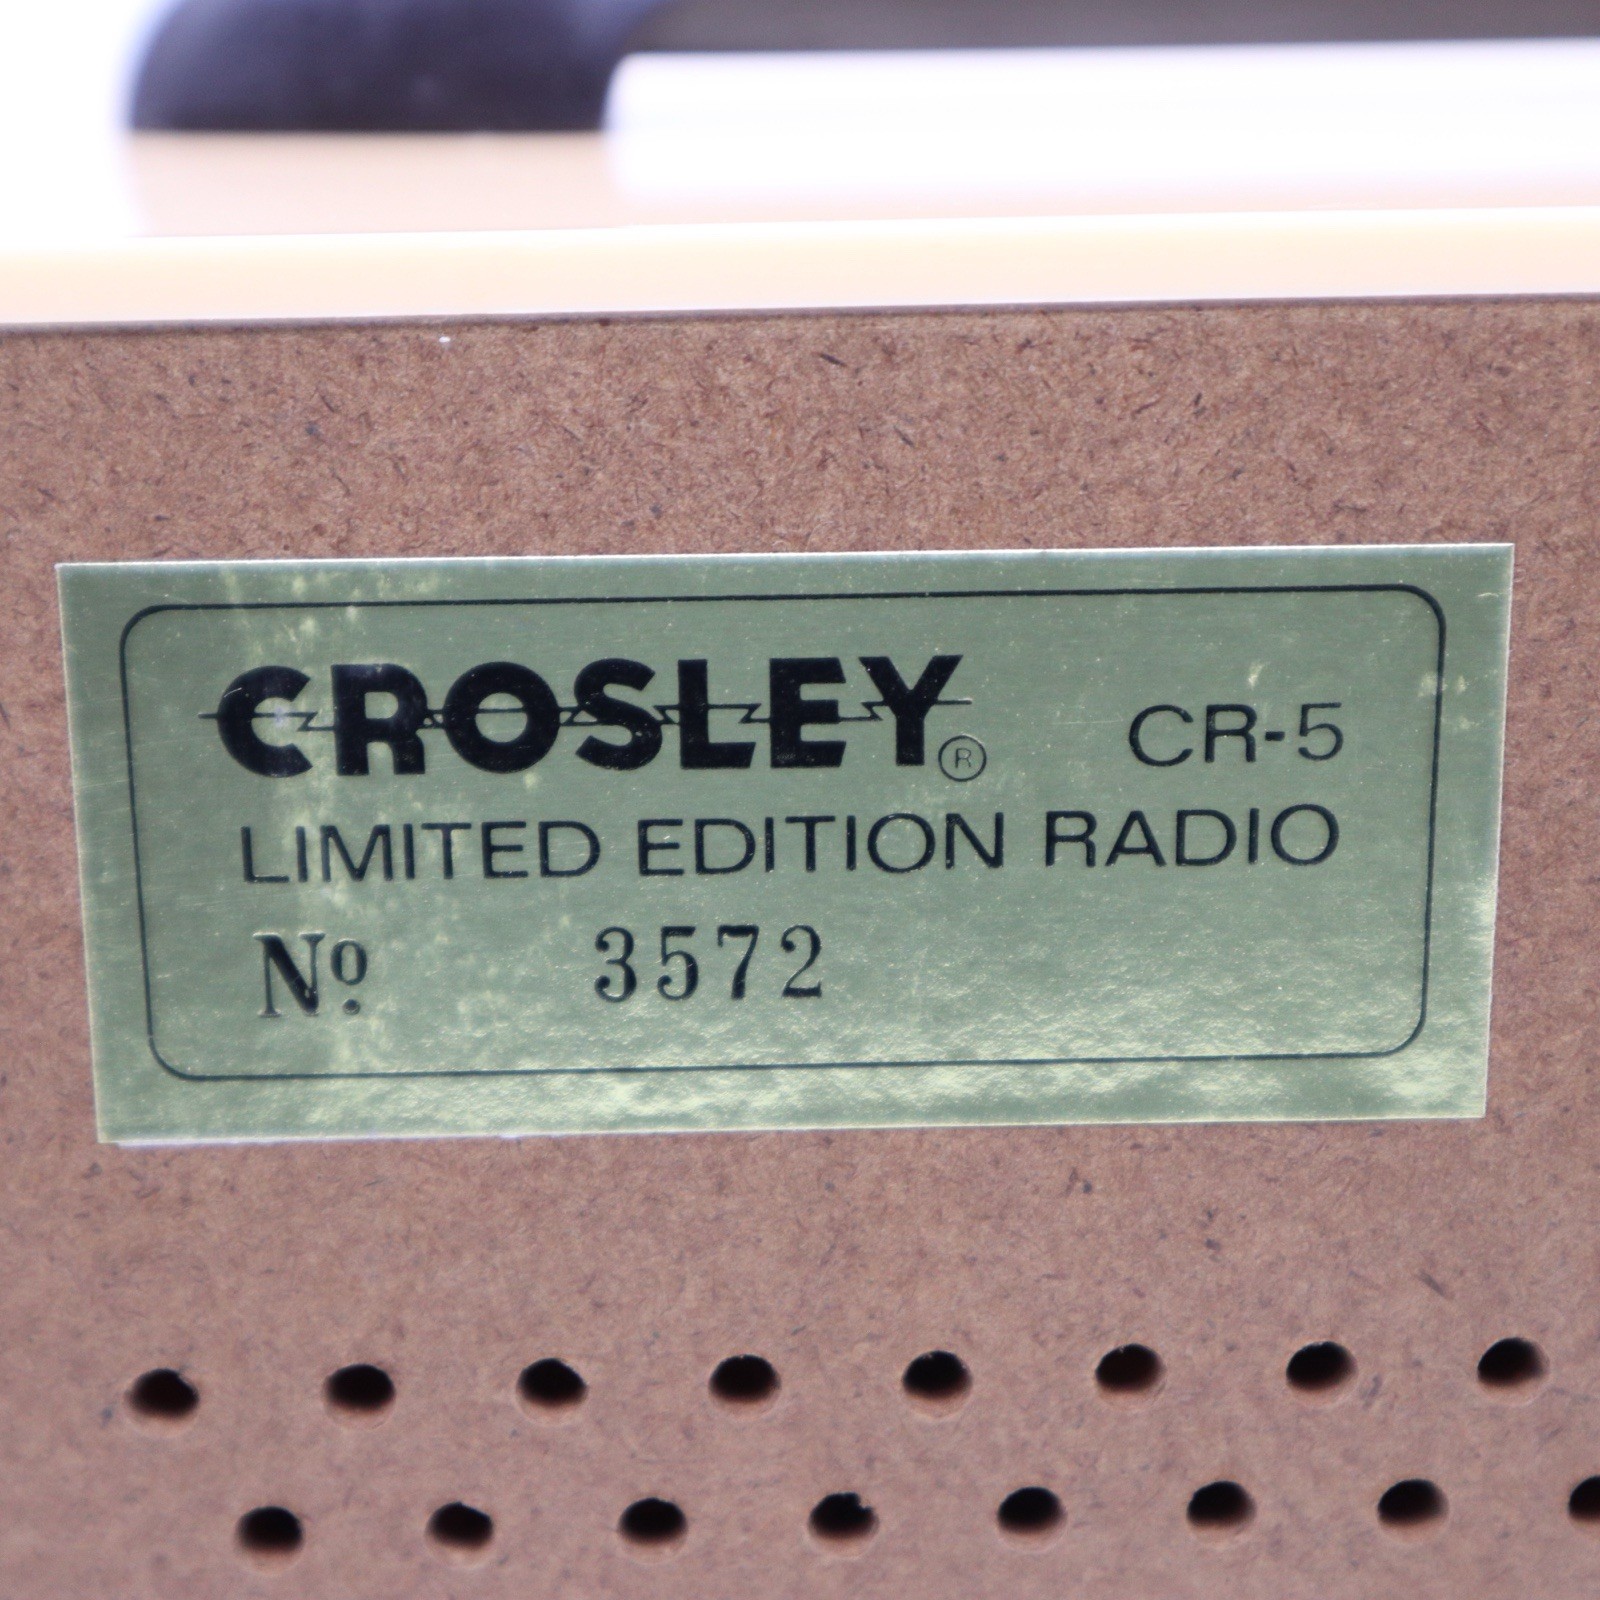 CROSLEY® CR-5
LIMITED EDITION RADIO
Nº 3572